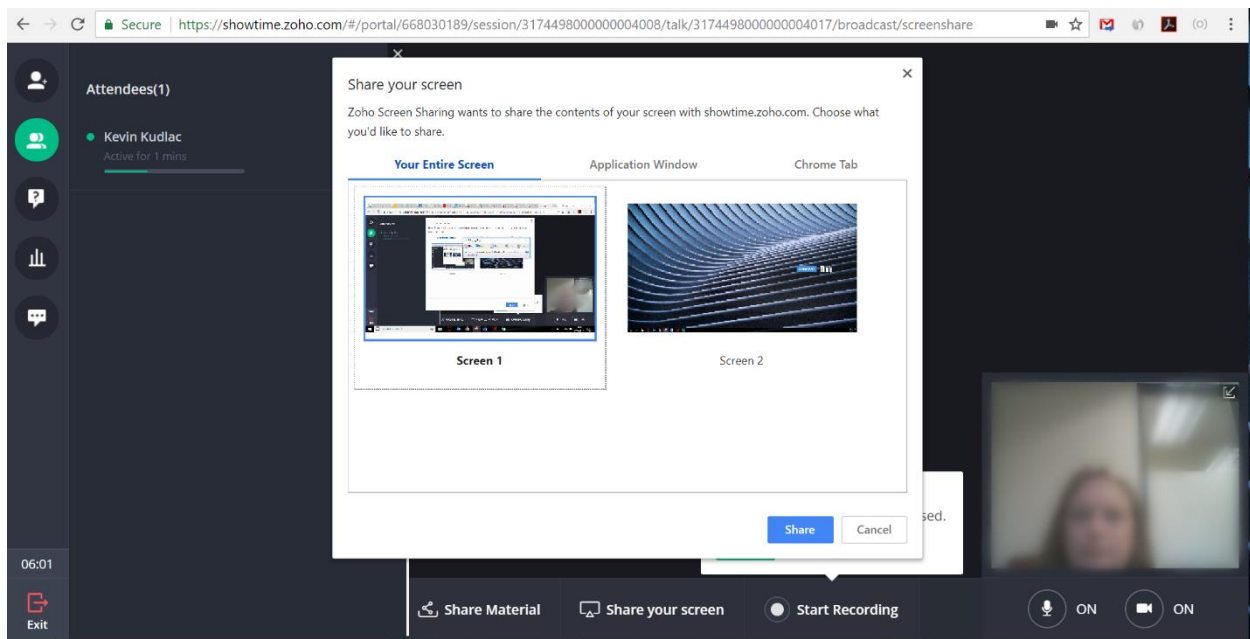 Secure
https://showtime.zoho.com/#/portal/668030189/session/3174498000000004008/talk/3174498000000004017/broadcast/screenshare
Attendees(1)
Kevin Kudlac
Active for 1 mins
06:01
Exit
Share your screen
Zoho Screen Sharing wants to share the contents of your screen with showtime.zoho.com. Choose what
you'd like to share.
Your Entire Screen
Application Window
Chrome Tab
Screen 1
Screen 2
Share
Cancel
sed.
Share Material
Share your screen
Start Recording
ON
ON